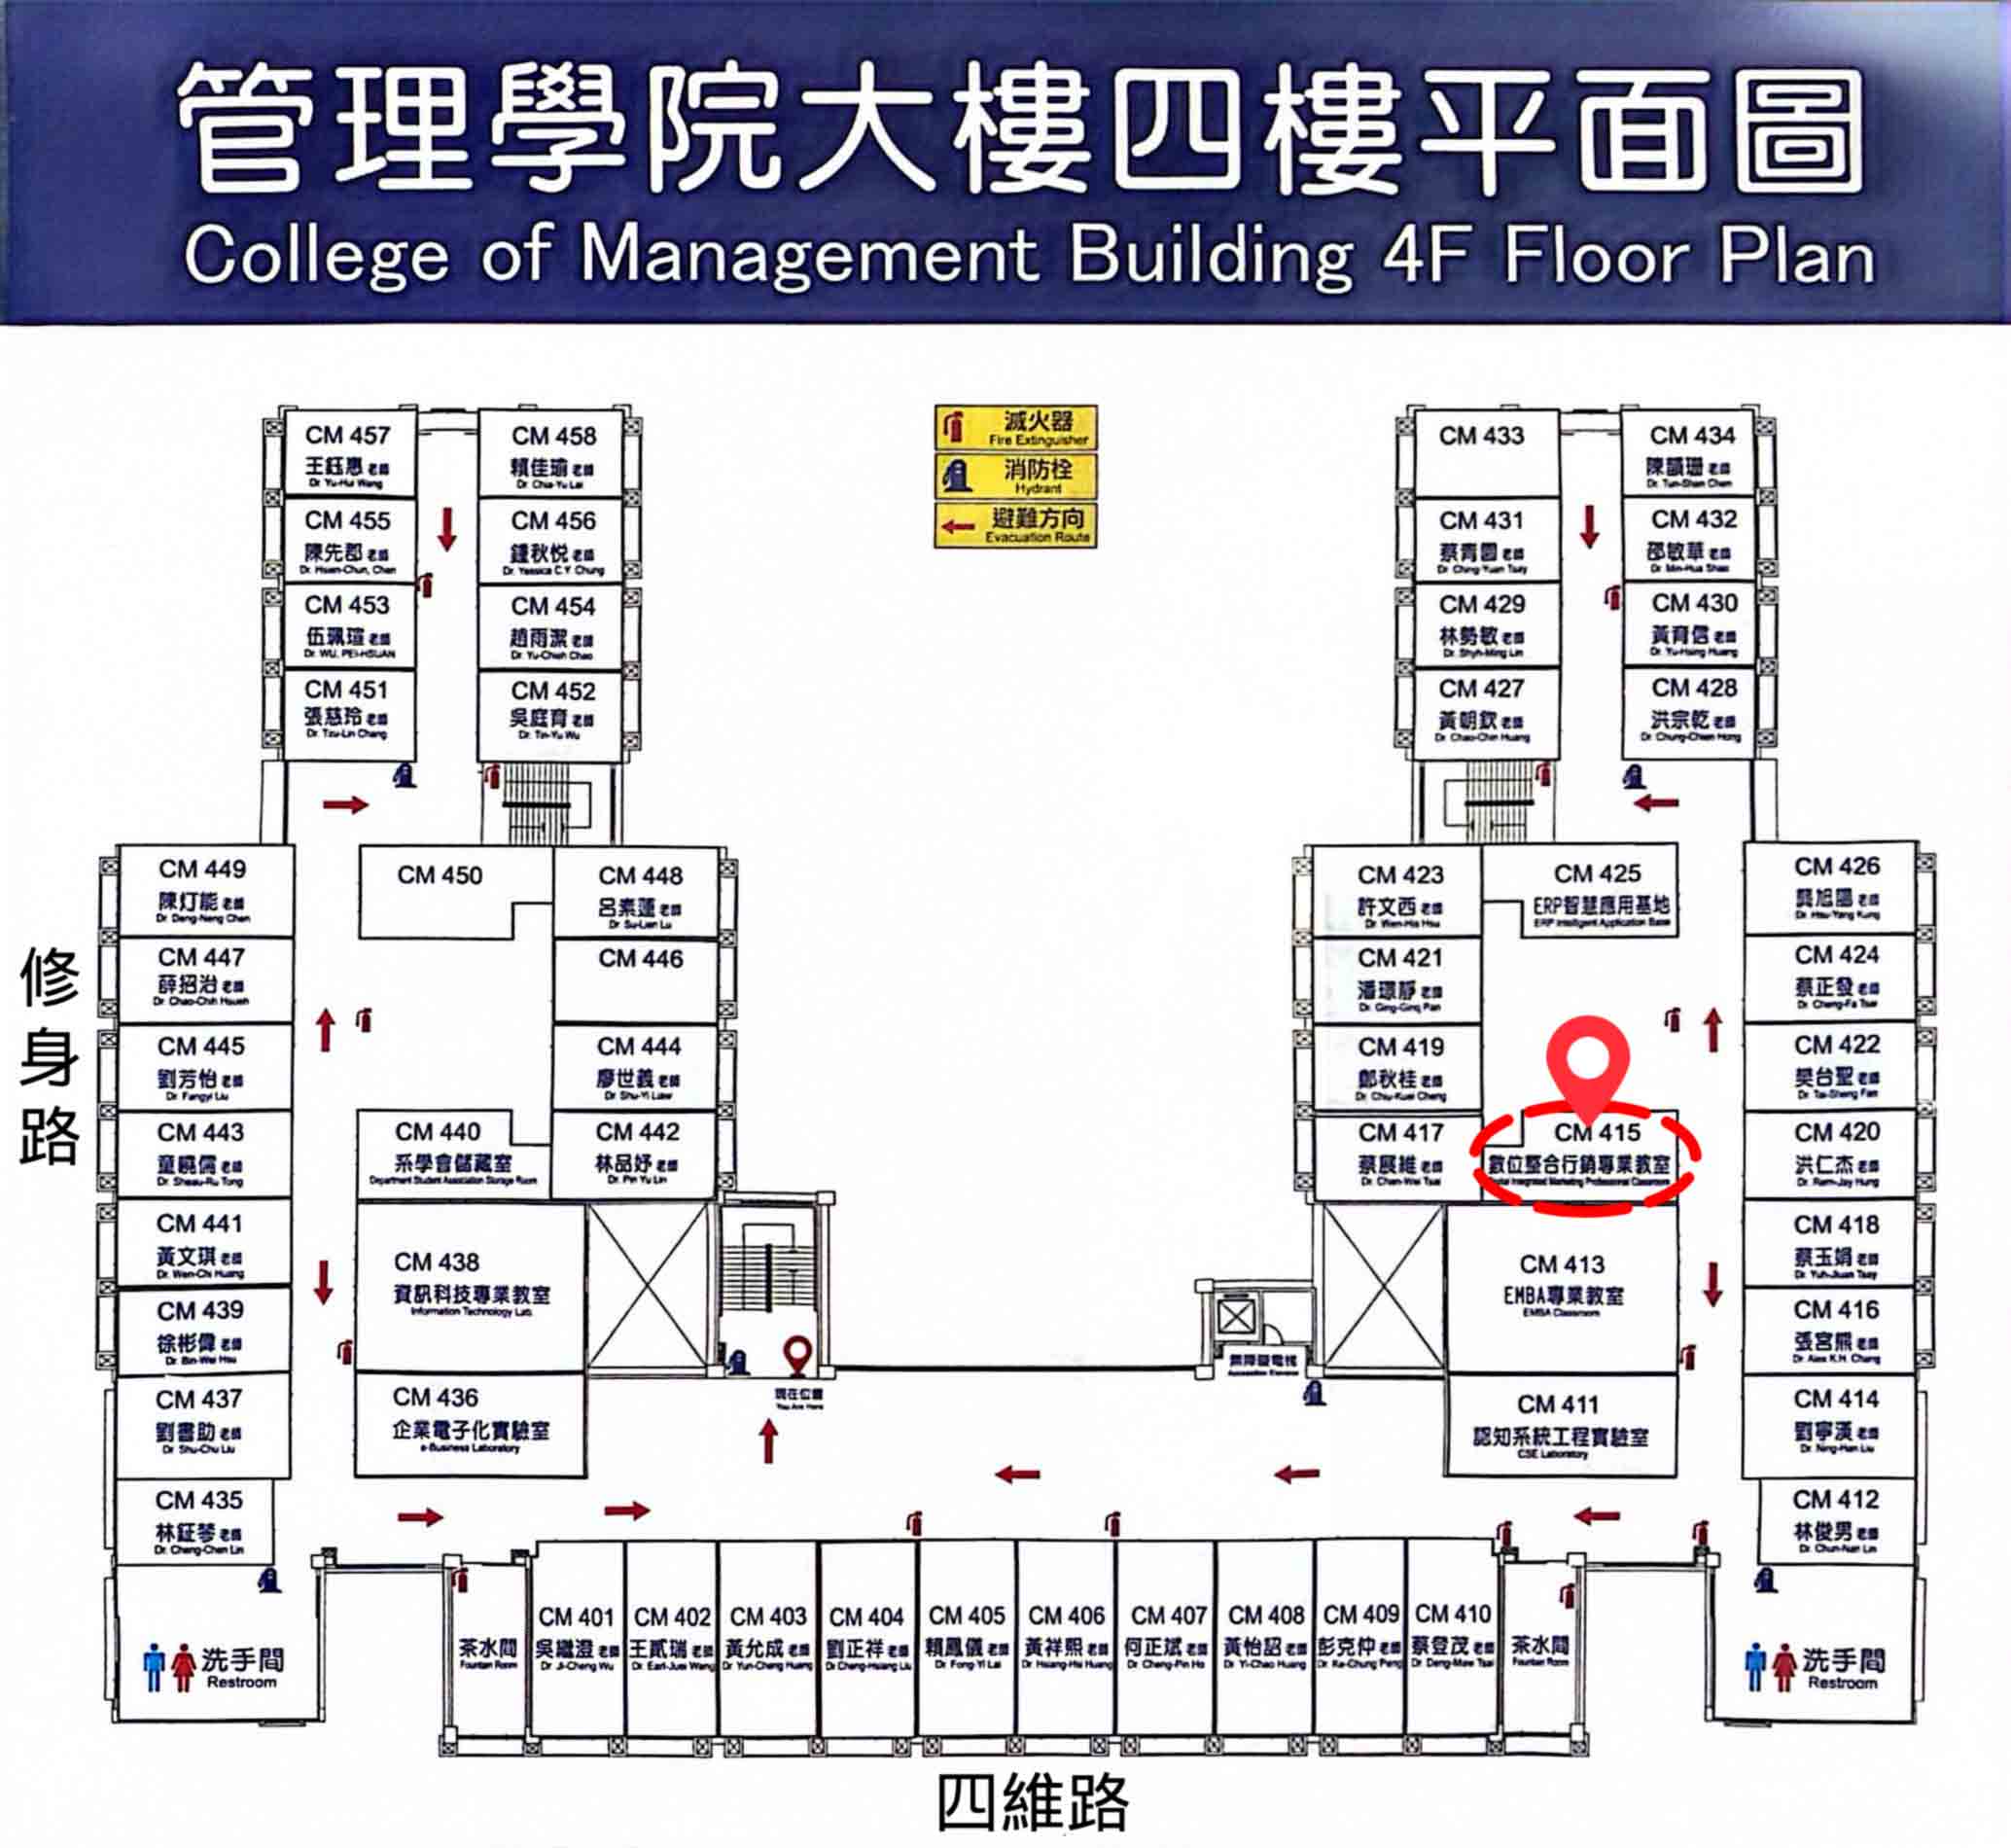 管理學院大樓四樓平面圖
College of Management Building 4F Floor Plan
滅火器
Fire Extinguisher
消防栓
Hydrant
避難方向
Evacuation Route
CM 457
王鈺惠 老師
Dr. Yu-Hui Wang
CM 458
賴佳瑜 老師
Dr. Chia-Yu Lai
CM 455
陳先郡 老師
Dr. Hsien-Chun, Chen
CM 456
鍾秋悦 老師
Dr. Yessica C.Y. Chung
CM 453
伍珮瑄 老師
Dr. WU, PEI-HSUAN
CM 454
趙雨潔 老師
Dr. Yu-Chieh Chao
CM 451
張慈玲 老師
Dr. Tzu-Lin Chang
CM 452
吳庭育 老師
Dr. Tin-Yu Wu
CM 433
CM 434
陳韻珊 老師
Dr. Yun-Shan Chen
CM 431
蔡青園 老師
Dr. Ching-Yuan Tsay
CM 432
邵敏華 老師
Dr. Min-Hua Shao
CM 429
林勢敏 老師
Dr. Shyh-Ming Lin
CM 430
黃育信 老師
Dr. Yu-Hsing Huang
CM 427
黃朝欽 老師
Dr. Chao-Chin Huang
CM 428
洪宗乾 老師
Dr. Chung-Chien Hong
CM 449
陳灯能 老師
Dr. Deng-Neng Chen
CM 450
CM 448
呂素蓮 老師
Dr. Su-Lien Lu
CM 447
薛招治 老師
Dr. Chao-Chih Hsueh
CM 446
CM 445
劉芳怡 老師
Dr. Fangyi Liu
CM 444
廖世義 老師
Dr. Shu-Yi Liaw
CM 443
童曉儒 老師
Dr. Sheau-Ru Tong
CM 440
系學會儲藏室
Department Student Association Storage Room
CM 442
林品妤 老師
Dr. Pin Yu Lin
CM 441
黃文琪 老師
Dr. Wen-Chi Huang
CM 438
資訊科技專業教室
Information Technology Lab.
CM 439
徐彬偉 老師
Dr. Bin-Wei Hsu
CM 437
劉書助 老師
Dr Shu-Chu Liu
CM 436
企業電子化實驗室
e-Business Laboratory
CM 435
林鉦棽 老師
Dr. Cheng-Chen Lin
現在位置
You Are Here
CM 423
許文西 老師
Dr. Wen-His Hsu
CM 425
ERP智慧應用基地
ERP Intelligent Application Base
CM 426
龔旭陽 老師
Dr. Hsu-Yang Kung
CM 421
潘璟靜 老師
Dr. Ging-Ging Pan
CM 424
蔡正發 老師
Dr. Cheng-Fa Tsai
CM 419
鄭秋桂 老師
Dr. Chiu-Kuei Cheng
CM 422
樊台聖 老師
Dr. Tai-Sheng Fan
CM 417
蔡展維 老師
Dr. Chan-Wei Tsai
CM 415
數位整合行銷專業教室
Integrated Marketing Professional Classroom
CM 420
洪仁杰 老師
Dr. Ren-Jay Hung
CM 413
EMBA專業教室
EMBA Classroom
CM 418
蔡玉娟 老師
Dr. Yuh-Jiuan Tsay
CM 416
張宮熊 老師
Dr. Alex K.H. Chang
無障礙電梯
Accessible Elevator
CM 411
認知系統工程實驗室
CSE Laboratory
CM 414
劉寧漢 老師
Dr. Ning-Han Liu
CM 412
林俊男 老師
Dr. Chun-Nan Lin
洗手間
Restroom
茶水間
Fountain Room
CM 401
吳繼澄 老師
Dr Ji-Cheng Wu
CM 402
王貳瑞 老師
Dr. Earl-Juei Wang
CM 403
黃允成 老師
Dr Yun-Cheng Huang
CM 404
劉正祥 老師
Dr Cheng-Hsiang Liu
CM 405
賴鳳儀 老師
Dr. Fong-Yi Lai
CM 406
黃祥熙 老師
Dr Hsiang-Hsi Huang
CM 407
何正斌 老師
Dr. Cheng-Pin Ho
CM 408
黃怡詔 老師
Dr. Yi-Chao Huang
CM 409
彭克仲 老師
Dr. Ke-Chung Peng
CM 410
蔡登茂 老師
Dr. Deng-Maw Tsai
茶水間
Fountain Room
洗手間
Restroom
修身路
四維路